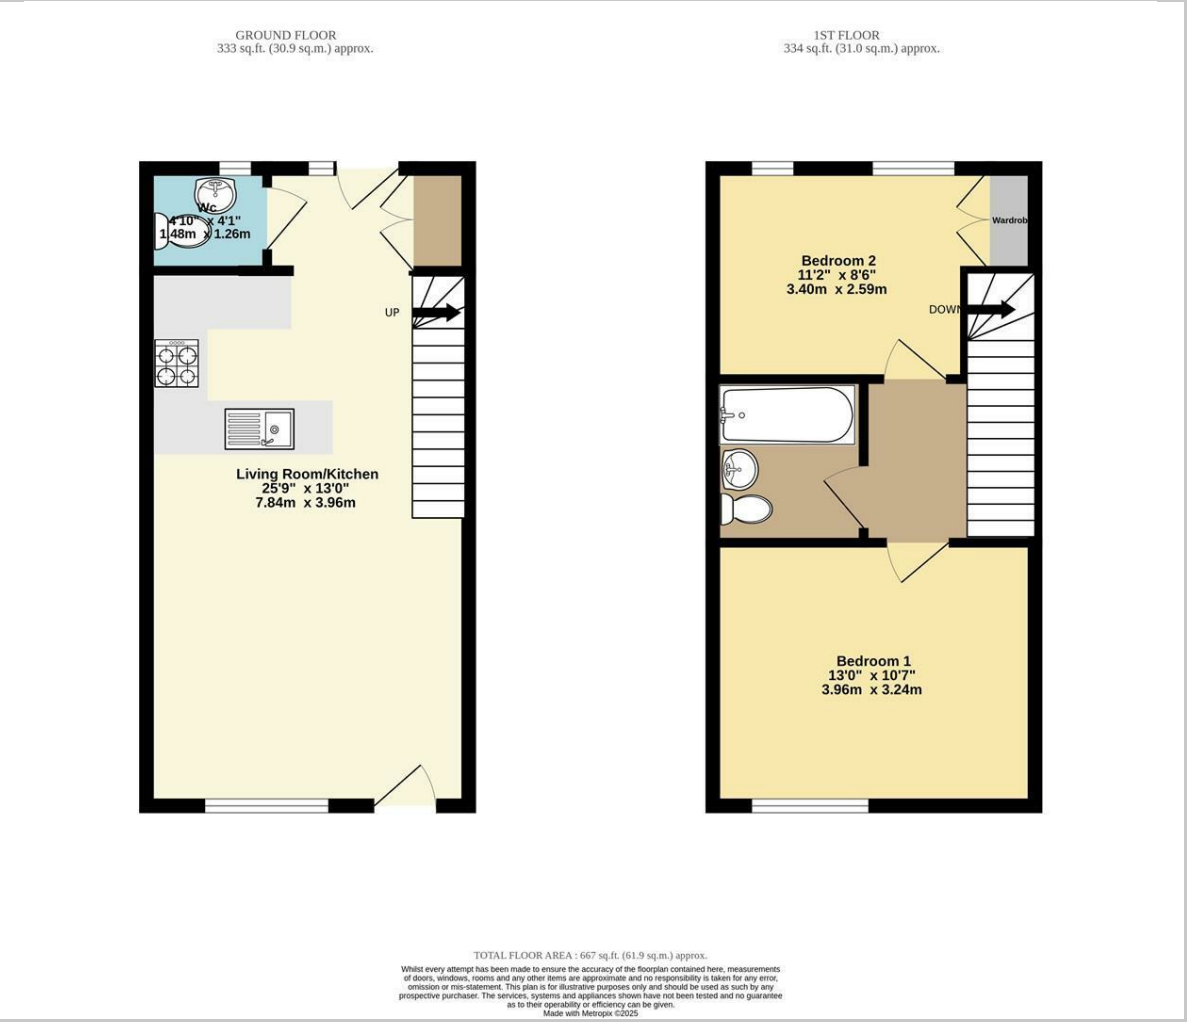 GROUND FLOOR
333 sq.ft. (30.9 sq.m.) approx.
1ST FLOOR
334 sq.ft. (31.0 sq.m.) approx.
Wc
4'10" x 4'1"
1.48m x 1.26m
UP
Living Room/Kitchen
25'9" x 13'0"
7.84m x 3.96m
Wardrob
Bedroom 2
11'2" x 8'6"
3.40m x 2.59m
DOWN
Bedroom 1
13'0" x 10'7"
3.96m x 3.24m
TOTAL FLOOR AREA : 667 sq.ft. (61.9 sq.m.) approx.
Whilst every attempt has been made to ensure the accuracy of the floorplan contained here, measurements
of doors, windows, rooms and any other items are approximate and no responsibility is taken for any error,
omission or mis-statement. This plan is for illustrative purposes only and should be used as such by any
prospective purchaser. The services, systems and appliances shown have not been tested and no guarantee
as to their operability or efficiency can be given.
Made with Metropix ©2025